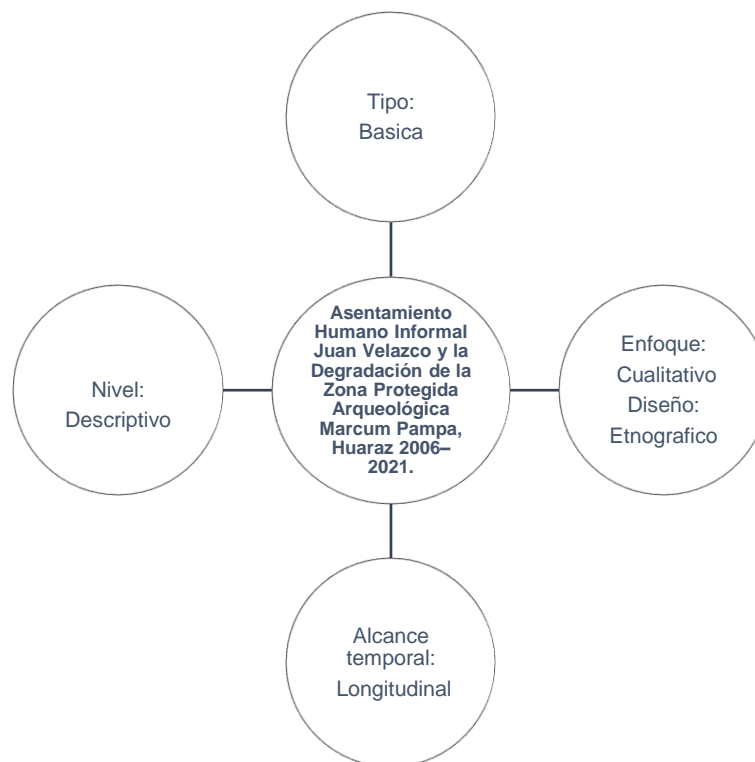 Tipo:
Basica
Asentamiento
Humano Informal
Juan Velazco y la
Degradación de la
Zona Protegida
Arqueológica
Marcum Pampa,
Huaraz 2006–
2021.
Nivel:
Descriptivo
Enfoque:
Cualitativo
Diseño:
Etnografico
Alcance
temporal:
Longitudinal